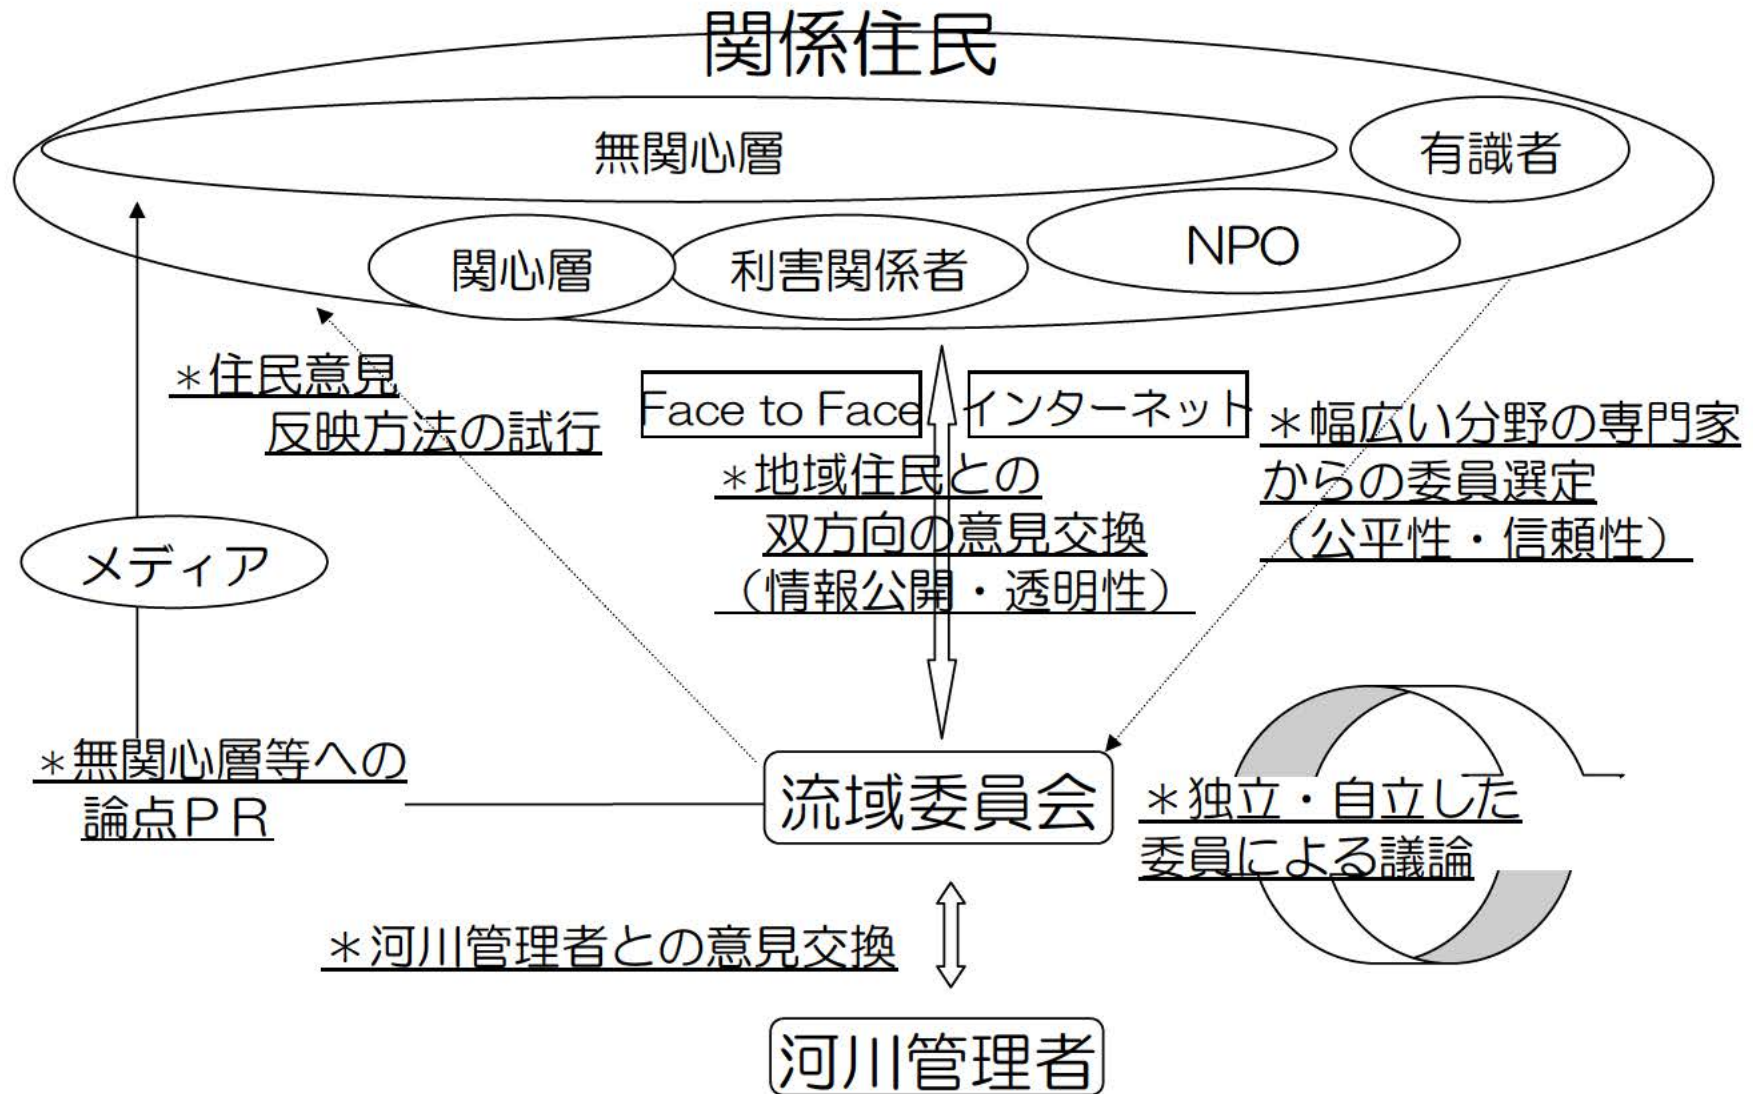 関係住民
無関心層
有識者
関心層
利害関係者
NPO
＊住民意見
反映方法の試行
Face to Face
インターネット
＊地域住民との
双方向の意見交換
（情報公開・透明性）
＊幅広い分野の専門家
からの委員選定
（公平性・信頼性）
メディア
＊無関心層等への
論点ＰＲ
流域委員会
＊独立・自立した
委員による議論
＊河川管理者との意見交換
河川管理者